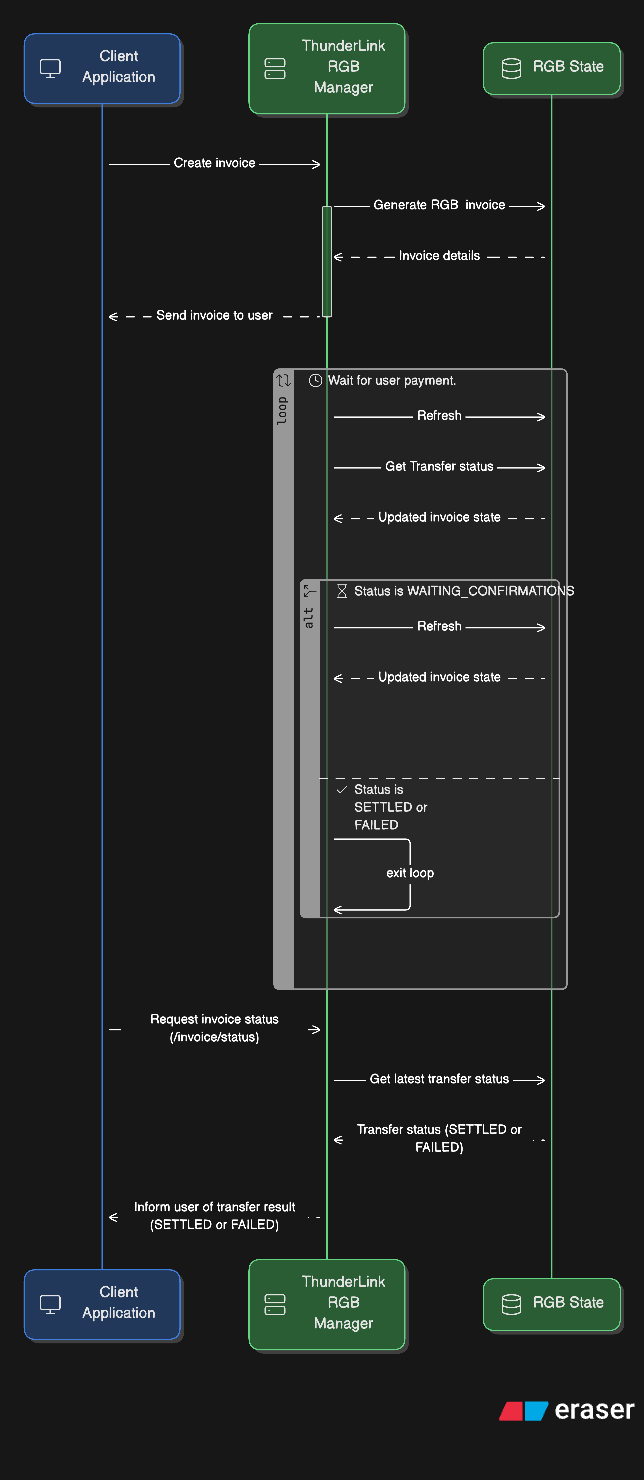 Client
Application
ThunderLink
RGB
Manager
RGB State
Create invoice
Generate RGB invoice
Invoice details
Send invoice to user
loop
Wait for user payment.
Refresh
Get Transfer status
Updated invoice state
alt
Status is WAITING_CONFIRMATIONS
Refresh
Updated invoice state
Status is
SETTLED or
FAILED
exit loop
Request invoice status
(/invoice/status)
Get latest transfer status
Transfer status (SETTLED or
FAILED)
Inform user of transfer result
(SETTLED or FAILED)
Client
Application
ThunderLink
RGB
Manager
RGB State
eraser